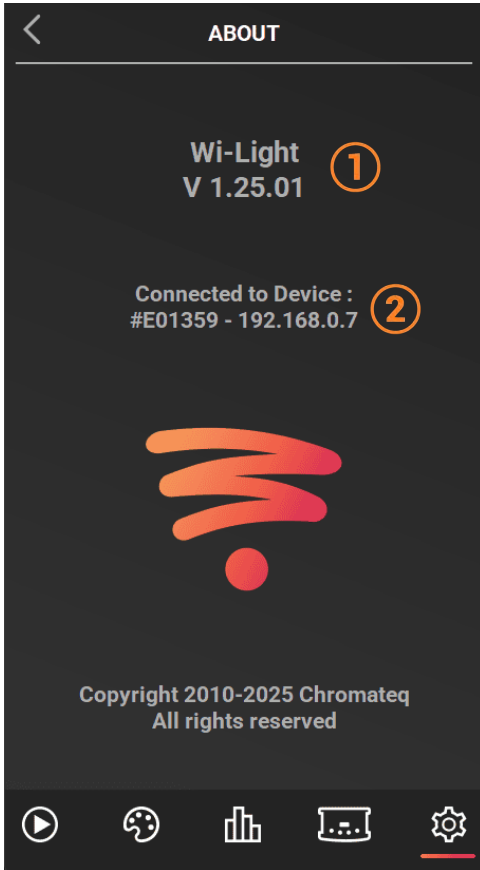 ABOUT
Wi-Light
V 1.25.01
1
Connected to Device :
#E01359 - 192.168.0.7
2
Copyright 2010-2025 Chromateq
All rights reserved